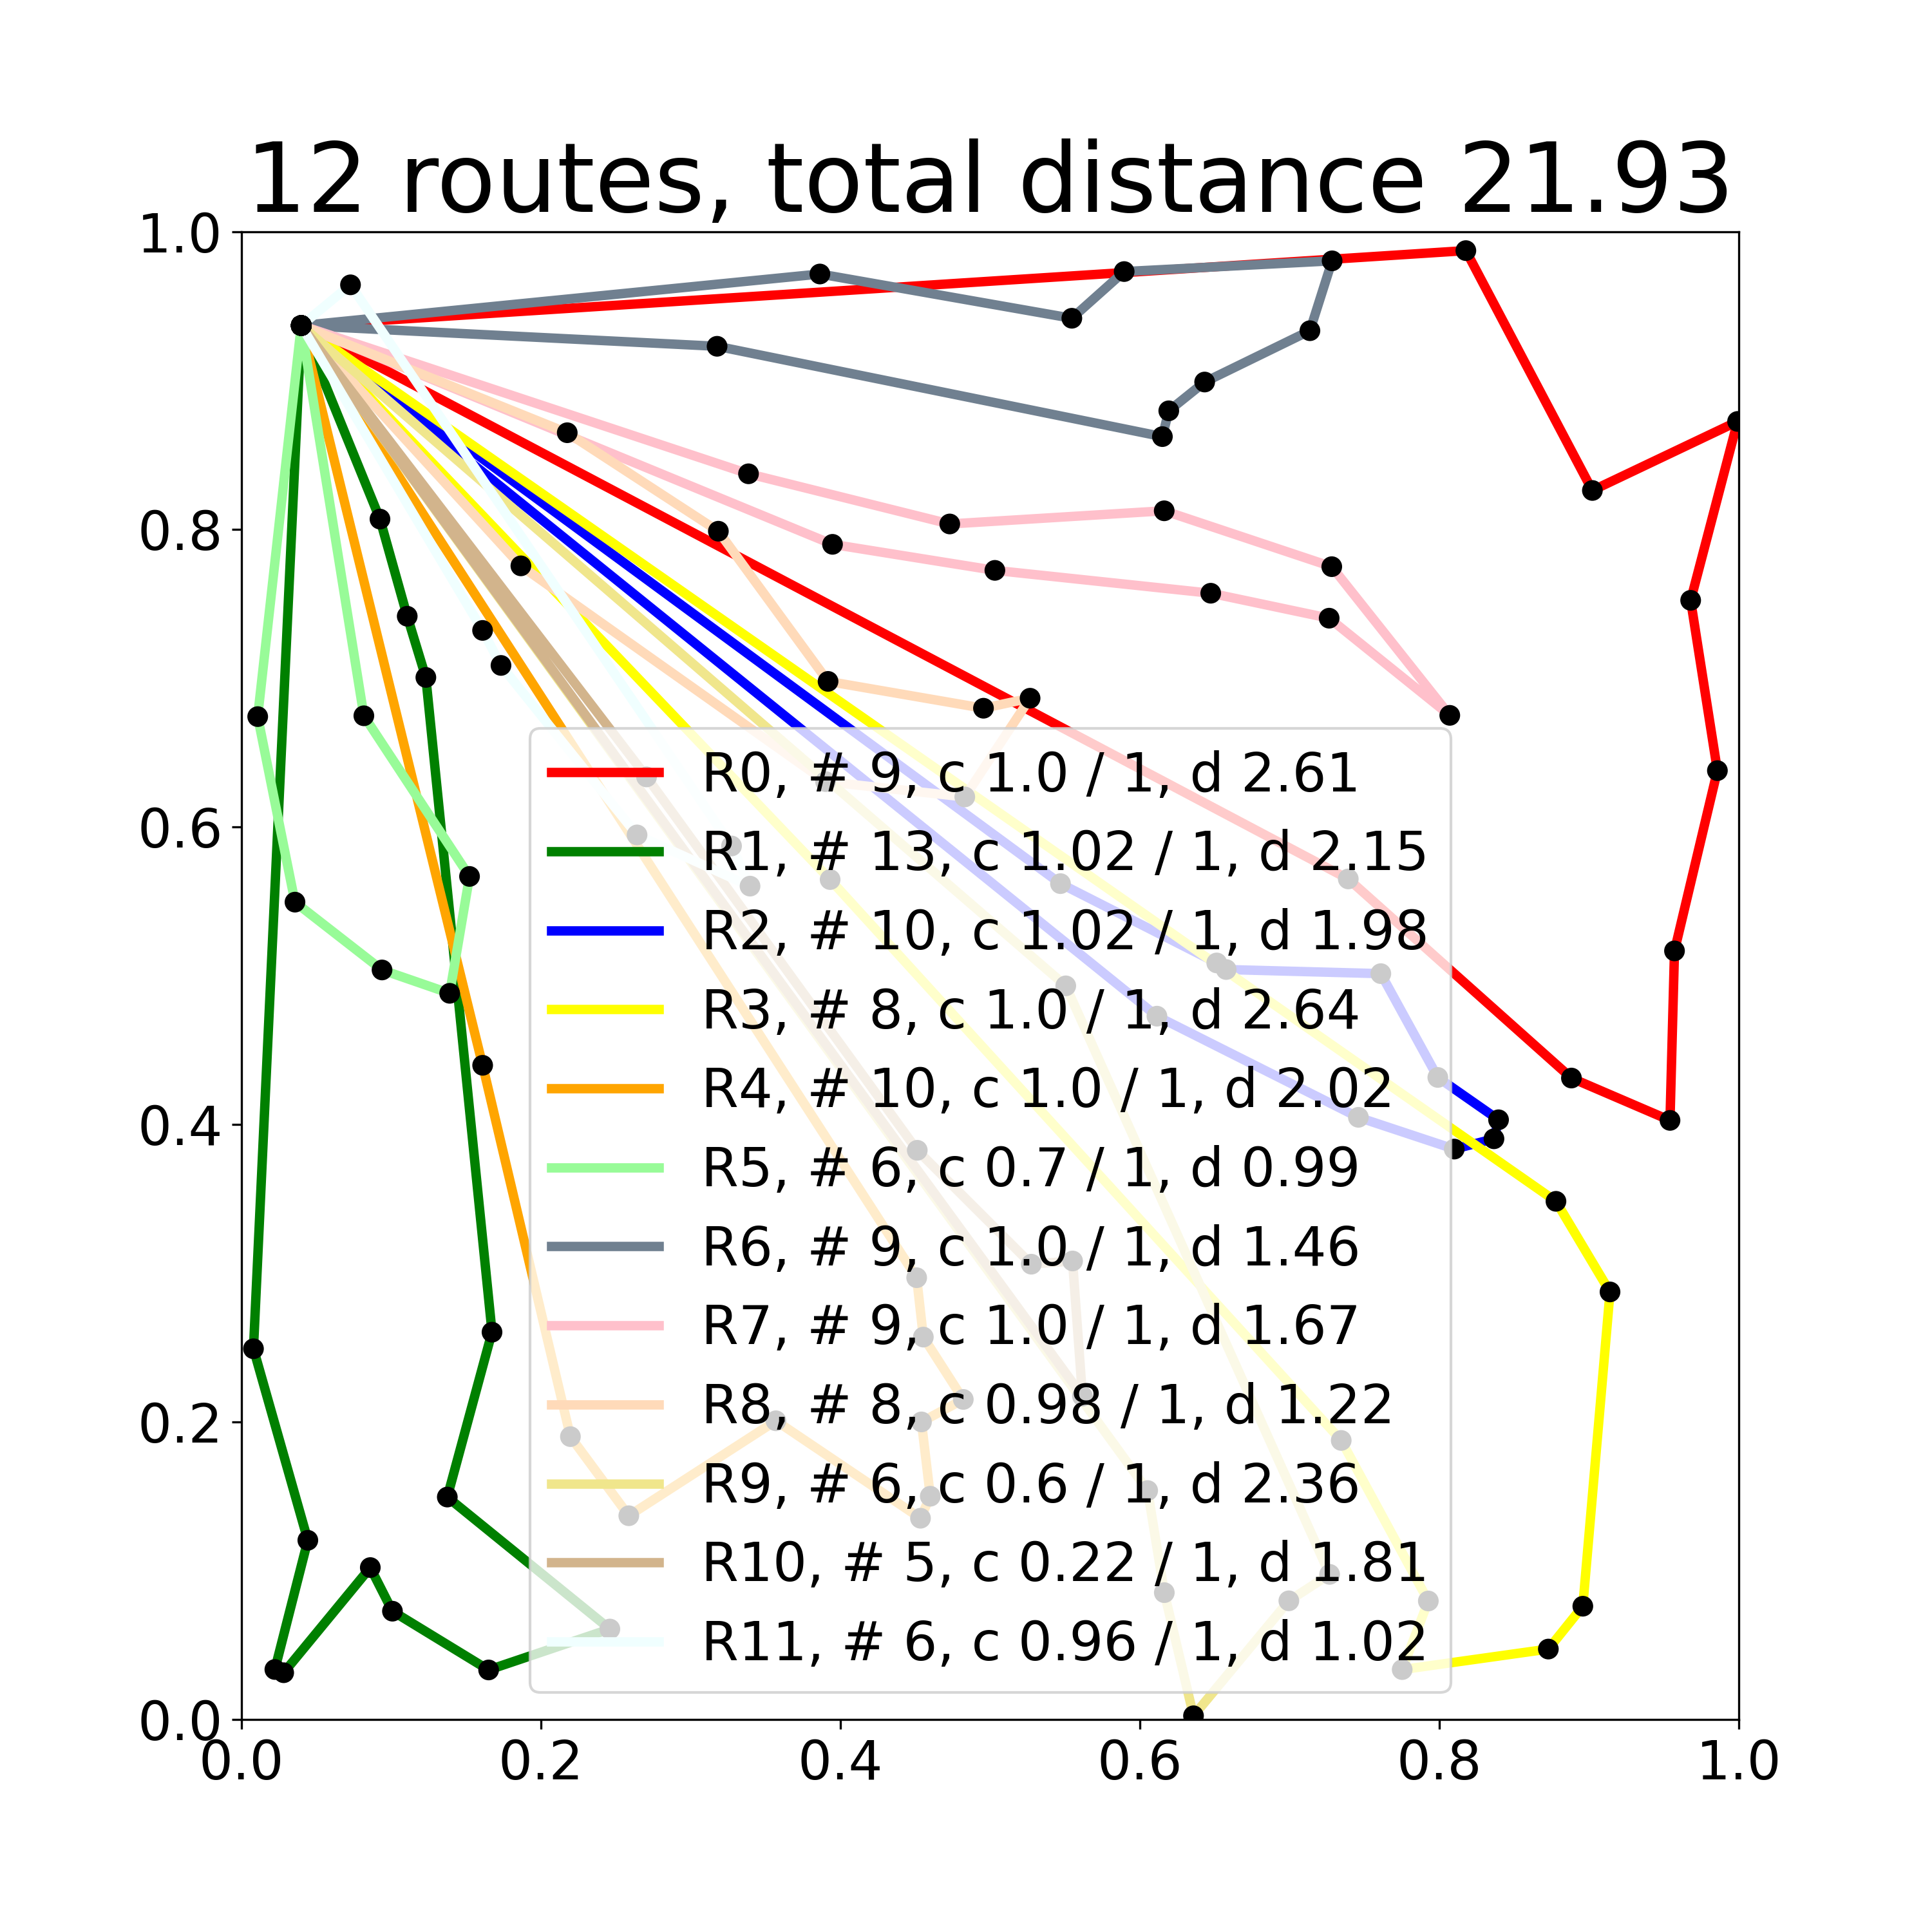 12 routes, total distance 21.93
1.0
0.8
0.6
0.4
0.2
0.0
R0, # 9, c 1.0 / 1, d 2.61
R1, # 13, c 1.02 / 1, d 2.15
R2, # 10, c 1.02 / 1, d 1.98
R3, # 8, c 1.0 / 1, d 2.64
R4, # 10, c 1.0 / 1, d 2.02
R5, # 6, c 0.7 / 1, d 0.99
R6, # 9, c 1.0 / 1, d 1.46
R7, # 9, c 1.0 / 1, d 1.67
R8, # 8, c 0.98 / 1, d 1.22
R9, # 6, c 0.6 / 1, d 2.36
R10, # 5, c 0.22 / 1, d 1.81
R11, # 6, c 0.96 / 1, d 1.02
0.0 0.2 0.4 0.6 0.8 1.0